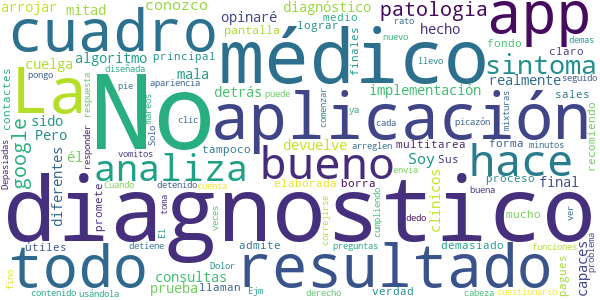 arrojar mitad conozco diagnóstico medio rato patologia app
cuadro opinaré lograr pantalla hecho nuevo llevo finales fondo claro demas
cuelga algoritmo principal médico sintoma
contactes diseñada mala detrás realmente implementación
La No aplicación
google pongo respuesta apariencia pie puede clic comenzar cada ya picazón mixturas sales recomiendo
Pero sido tampoco devuelve multitarea arreglen forma minutos seguido
Depasiadas responder él analiza bueno Soy Sus proceso hace
diferentes vomitos Solo mareos borra envia clínicos final
promete Cuando detenido cuenta elaborada toma veces corregirse cumpliendo dedo mucho buena ver
diagnostico
todo resultado
útiles El detiene admite preguntas demasiado funciones capaces problema
consultas prueba Dolor llaman verdad pagues
fino contenido usándola Ejm derecho cabeza cuestionario